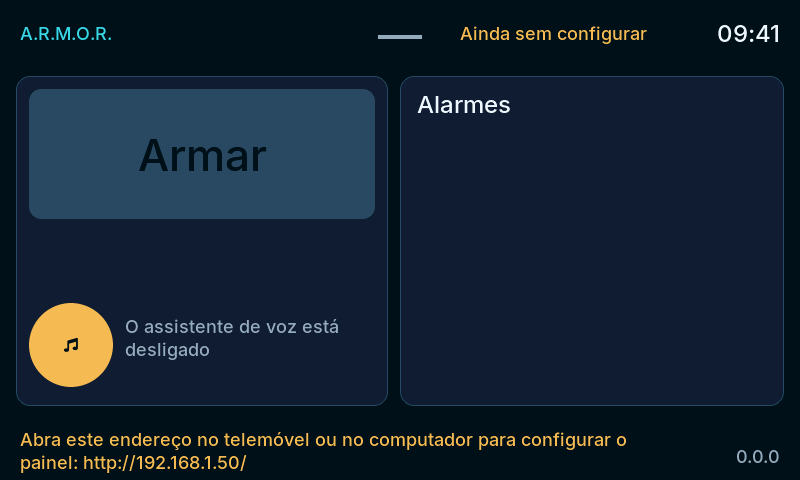 A.R.M.O.R.
Ainda sem configurar
09:41
Armar
Alarmes
O assistente de voz está
desligado
Abra este endereço no telemóvel ou no computador para configurar o
painel: http://192.168.1.50/
0.0.0